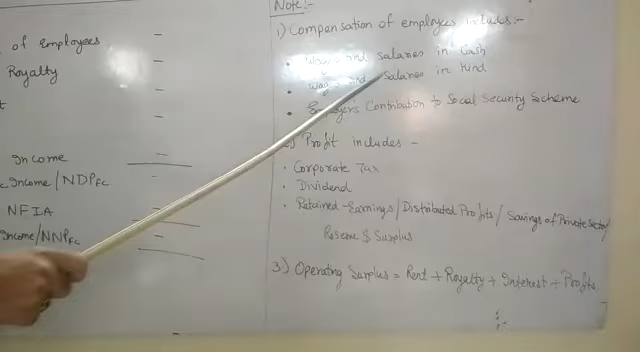 Note:-
of Employees -
1) Compensation of employees includes:-
Royalty -
• Wages and Salaries in Cash
• Wages and Salaries in Kind
• Employer's Contribution to Social Security Scheme
2) Profit includes -
Income -
• Corporate Tax
Income/NDPFC -
• Dividend
NFIA -
• Retained-Earnings/Distributed Profits/Savings of Private Sector/
Income/NNPFC -
Reserve & Surplus
3) Operating Surplus = Rent + Royalty + Interest + Profits.